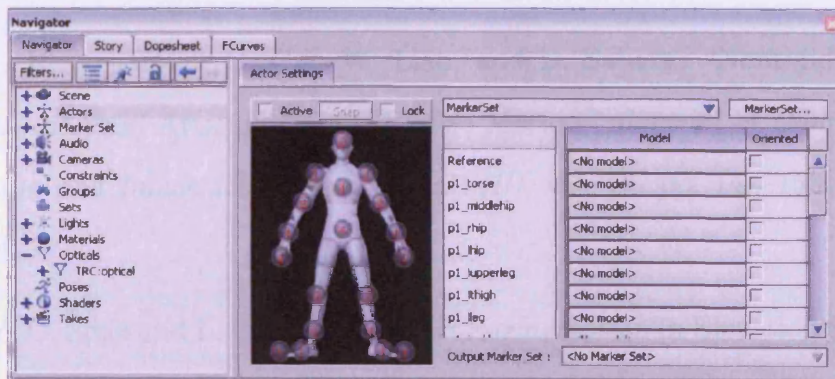 Navigator
Navigator Story Dopesheet FCurves
Filters...
Scene
Actors
Marker Set
Audio
Cameras
Constraints
Groups
Sets
Lights
Materials
Opticals
TRC:optical
Poses
Shaders
Takes
Actor Settings
Active Snap Lock
MarkerSet MarkerSet...
Model Oriented
Reference <No model>
p1_torse <No model>
p1_middlehip <No model>
p1_rhip <No model>
p1_lhip <No model>
p1_lupperleg <No model>
p1_lthigh <No model>
p1_lleg <No model>
Output Marker Set : <No Marker Set>